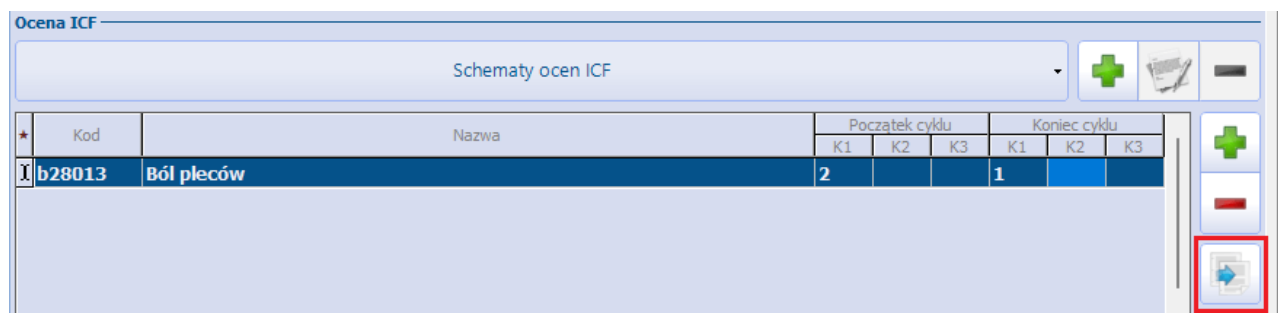 Ocena ICF
Schematy ocen ICF
Kod Nazwa Początek cyklu Koniec cyklu
K1 K2 K3 K1 K2 K3
b28013 Ból pleców 2 1